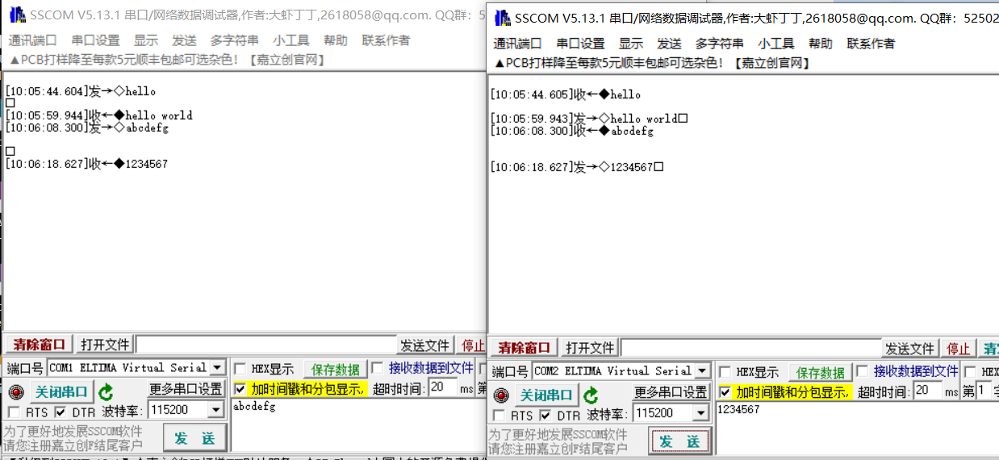 SSCOM V5.13.1 串口/网络数据调试器,作者:大虾丁丁,2618058@qq.com. QQ群: 5
通讯端口 串口设置 显示 发送 多字符串 小工具 帮助 联系作者
▲PCB打样降至每款5元顺丰包邮可选杂色!【嘉立创官网】
[10:05:44.604]发→◇hello
□
[10:05:59.944]收←◆hello world
[10:06:08.300]发→◇abcdefg
□
[10:06:18.627]收←◆1234567
清除窗口 打开文件 发送文件 停止
端口号 COM1 ELTIMA Virtual Serial HEX显示 保存数据 接收数据到文件
关闭串口 更多串口设置 加时间戳和分包显示, 超时时间: 20 ms 第
RTS DTR 波特率: 115200 abcdefg
为了更好地发展SSCOM软件
请您注册嘉立创F结尾客户
发 送
SSCOM V5.13.1 串口/网络数据调试器,作者:大虾丁丁,2618058@qq.com. QQ群: 52502
通讯端口 串口设置 显示 发送 多字符串 小工具 帮助 联系作者
▲PCB打样降至每款5元顺丰包邮可选杂色!【嘉立创官网】
[10:05:44.605]收←◆hello
[10:05:59.943]发→◇hello world□
[10:06:08.300]收←◆abcdefg
[10:06:18.627]发→◇1234567□
清除窗口 打开文件 发送文件 停止 清
端口号 COM2 ELTIMA Virtual Serial HEX显示 保存数据 接收数据到文件 HEX
关闭串口 更多串口设置 加时间戳和分包显示, 超时时间: 20 ms 第1 字
RTS DTR 波特率: 115200 1234567
为了更好地发展SSCOM软件
请您注册嘉立创F结尾客户
发 送